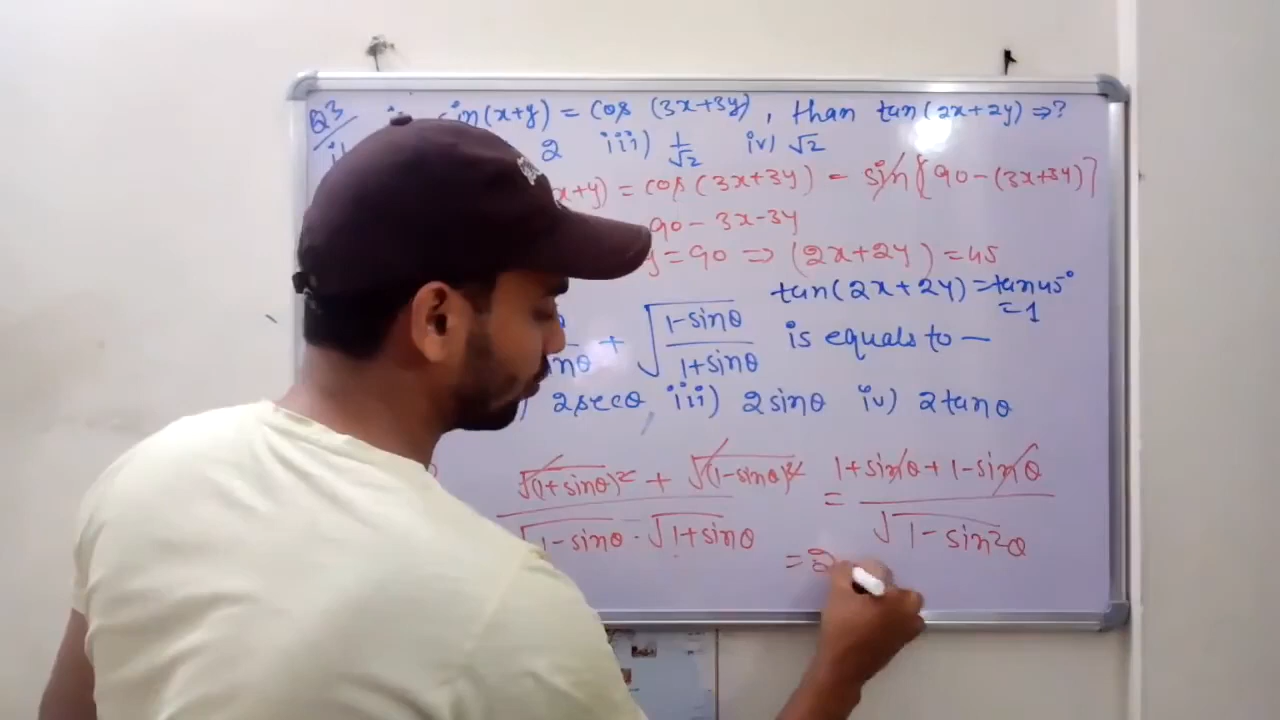 Q3 sin(x+y) = cos (3x+3y), than tan(2x+2y) ⇒?
2 iii) 1/√2 iv) √2
x+y) = cos (3x+3y) = sin{90-(3x+3y)}
90 - 3x-3y
y = 90 ⇒ (2x+2y) = 45
tan(2x+2y) = tan45°
= 1
inθ + √(1-sinθ / 1+sinθ) is equals to —
) 2secθ iii) 2sinθ iv) 2tanθ
(√(1+sinθ)² + √(1-sinθ)²) / (√1-sinθ · √1+sinθ) = (1+sinθ+1-sinθ) / √1-sin²θ
= 2